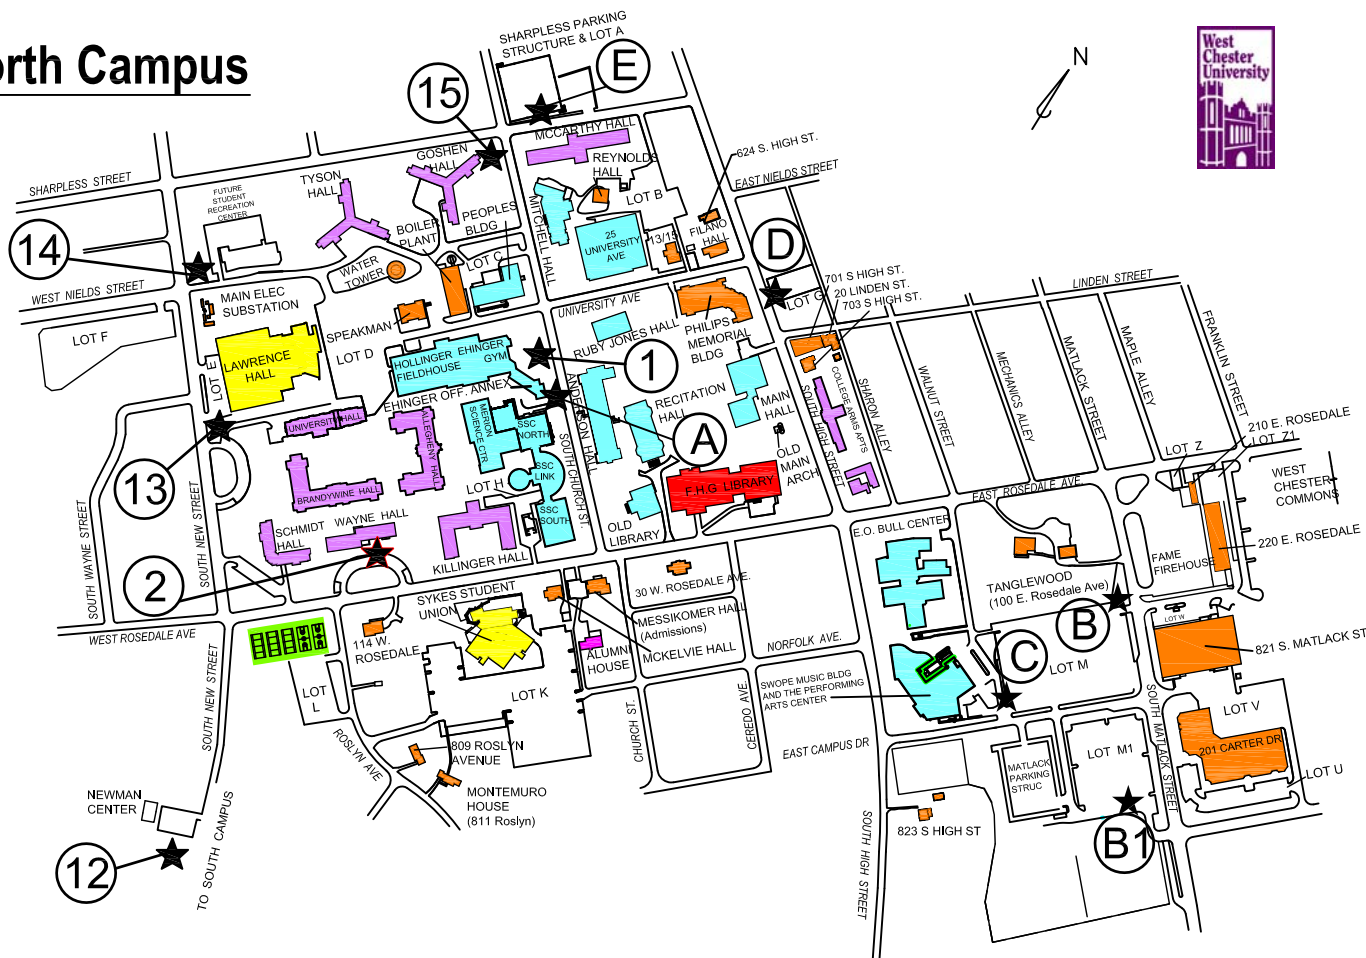 orth Campus
West
Chester
University
N
SHARPLESS PARKING
STRUCTURE & LOT A
E
15
MCCARTHY HALL
GOSHEN
HALL
REYNOLDS
HALL
624 S. HIGH ST.
EAST NIELDS STREET
SHARPLESS STREET
TYSON
HALL
FUTURE
STUDENT
RECREATION
CENTER
BOILER
PLANT
PEOPLES
BLDG
MITCHELL HALL
LOT B
25
UNIVERSITY
AVE
13/15
FILANO
HALL
D
14
WATER
TOWER
LOT C
WEST NIELDS STREET
MAIN ELEC
SUBSTATION
UNIVERSITY AVE
LOT G
701 S HIGH ST.
20 LINDEN ST.
703 S HIGH ST.
LINDEN STREET
LOT F
SPEAKMAN
LOT D
LAWRENCE
HALL
LOT E
HOLLINGER
FIELDHOUSE
EHINGER
GYM
RUBY JONES HALL
PHILIPS
MEMORIAL
BLDG
1
EHINGER OFF. ANNEX
ANDERSON HALL
RECITATION
HALL
MAIN
HALL
COLLEGE ARMS APTS
SHARON ALLEY
WALNUT STREET
MECHANICS ALLEY
MATLACK STREET
MAPLE ALLEY
FRANKLIN STREET
SOUTH HIGH STREET
A
13
UNIVERSITY HALL
ALLEGHENY HALL
MERION
SCIENCE CTR
SSC
NORTH
SSC
LINK
SSC
SOUTH
SOUTH CHURCH ST.
OLD
MAIN
ARCH
F.H.G LIBRARY
210 E. ROSEDALE
LOT Z1
LOT Z
WEST
CHESTER
COMMONS
BRANDYWINE HALL
LOT H
OLD
LIBRARY
EAST ROSEDALE AVE.
SCHMIDT
HALL
WAYNE HALL
KILLINGER HALL
E.O. BULL CENTER
220 E. ROSEDALE
FAME
FIREHOUSE
SOUTH WAYNE STREET
SOUTH NEW STREET
2
SYKES STUDENT
UNION
30 W. ROSEDALE AVE.
TANGLEWOOD
(100 E. Rosedale Ave)
B
LOT W
WEST ROSEDALE AVE
114 W.
ROSEDALE
MESSIKOMER HALL
(Admissions)
MCKELVIE HALL
ALUMNI
HOUSE
NORFOLK AVE.
821 S. MATLACK ST
C
LOT M
SWOPE MUSIC BLDG
AND THE PERFORMING
ARTS CENTER
LOT
L
LOT K
LOT V
SOUTH NEW STREET
ROSLYN AVE
CHURCH ST.
CEREDO AVE.
EAST CAMPUS DR
SOUTH MATLACK STREET
201 CARTER DR
LOT M1
LOT U
MATLACK
PARKING
STRUC
809 ROSLYN
AVENUE
MONTEMURO
HOUSE
(811 Roslyn)
NEWMAN
CENTER
TO SOUTH CAMPUS
12
SOUTH HIGH STREET
823 S HIGH ST
B1